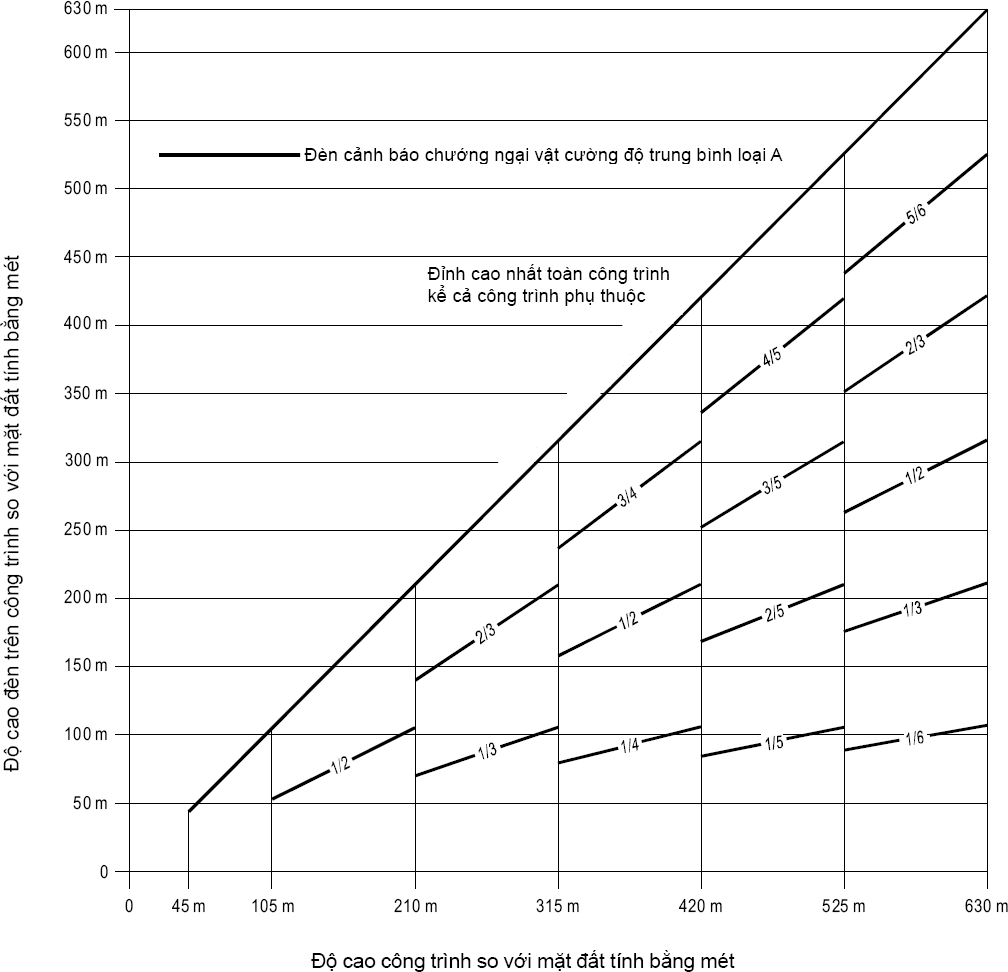 630 m
600 m
550 m
Đèn cảnh báo chướng ngại vật cường độ trung bình loại A
500 m
5/6
450 m
Đỉnh cao nhất toàn công trình
kể cả công trình phụ thuộc
400 m
4/5
2/3
350 m
300 m
3/4
3/5
1/2
250 m
200 m
2/3
1/2
2/5
1/3
150 m
100 m
1/2
1/3
1/4
1/5
1/6
50 m
0
Độ cao đèn trên công trình so với mặt đất tính bằng mét
0
45 m
105 m
210 m
315 m
420 m
525 m
630 m
Độ cao công trình so với mặt đất tính bằng mét